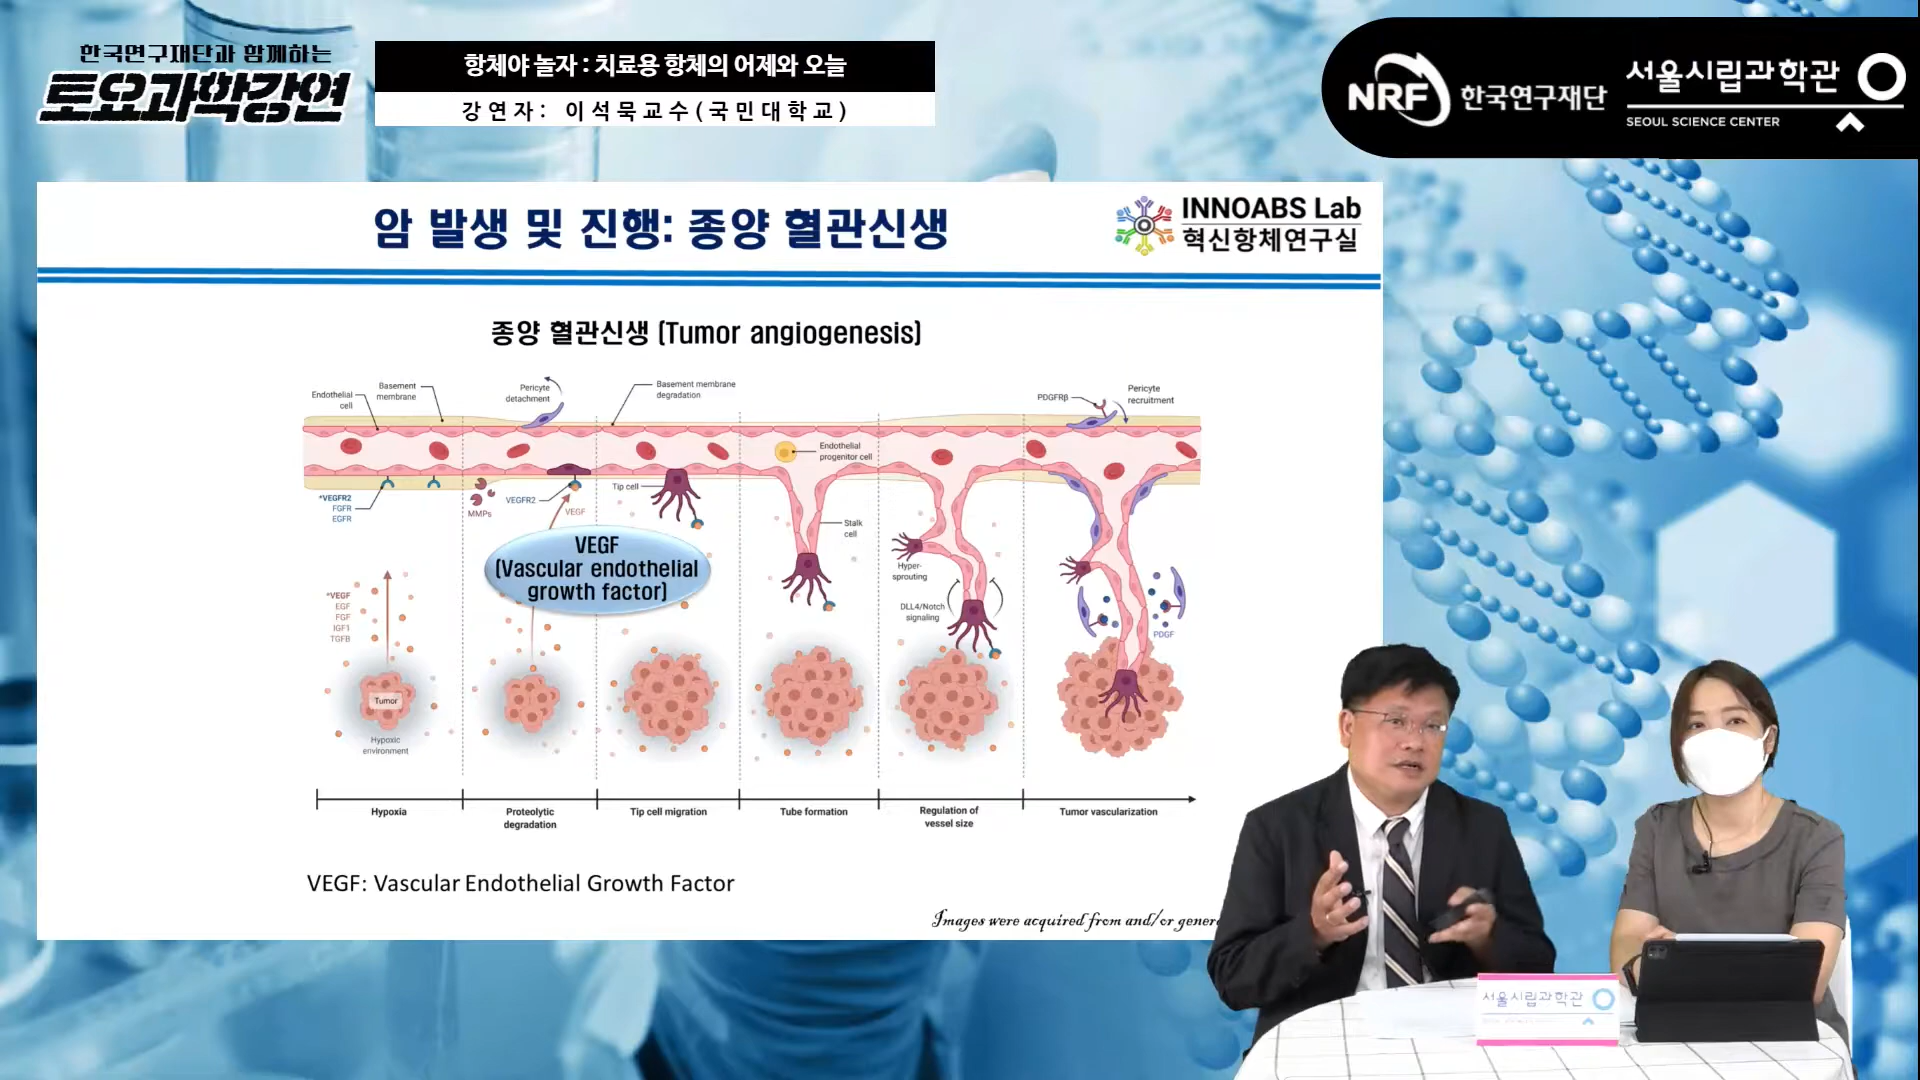 한국연구재단과 함께하는
토요과학강연
항체야 놀자 : 치료용 항체의 어제와 오늘
강연자: 이석묵교수(국민대학교)
NRF 한국연구재단
서울시립과학관
SEOUL SCIENCE CENTER
암 발생 및 진행: 종양 혈관신생
INNOABS Lab
혁신항체연구실
종양 혈관신생 (Tumor angiogenesis)
Endothelial
cell
Basement
membrane
Pericyte
detachment
Basement membrane
degradation
PDGFRβ
Pericyte
recruitment
Endothelial
progenitor cell
*VEGFR2
FGFR
EGFR
MMPs
VEGFR2
VEGF
Tip cell
Stalk
cell
Hyper-
sprouting
DLL4/Notch
signaling
PDGF
VEGF
(Vascular endothelial
growth factor)
*VEGF
EGF
FGF
IGF1
TGFB
Tumor
Hypoxic
environment
Hypoxia
Proteolytic
degradation
Tip cell migration
Tube formation
Regulation of
vessel size
Tumor vascularization
VEGF: Vascular Endothelial Growth Factor
Images were acquired from and/or gener
서울시립과학관